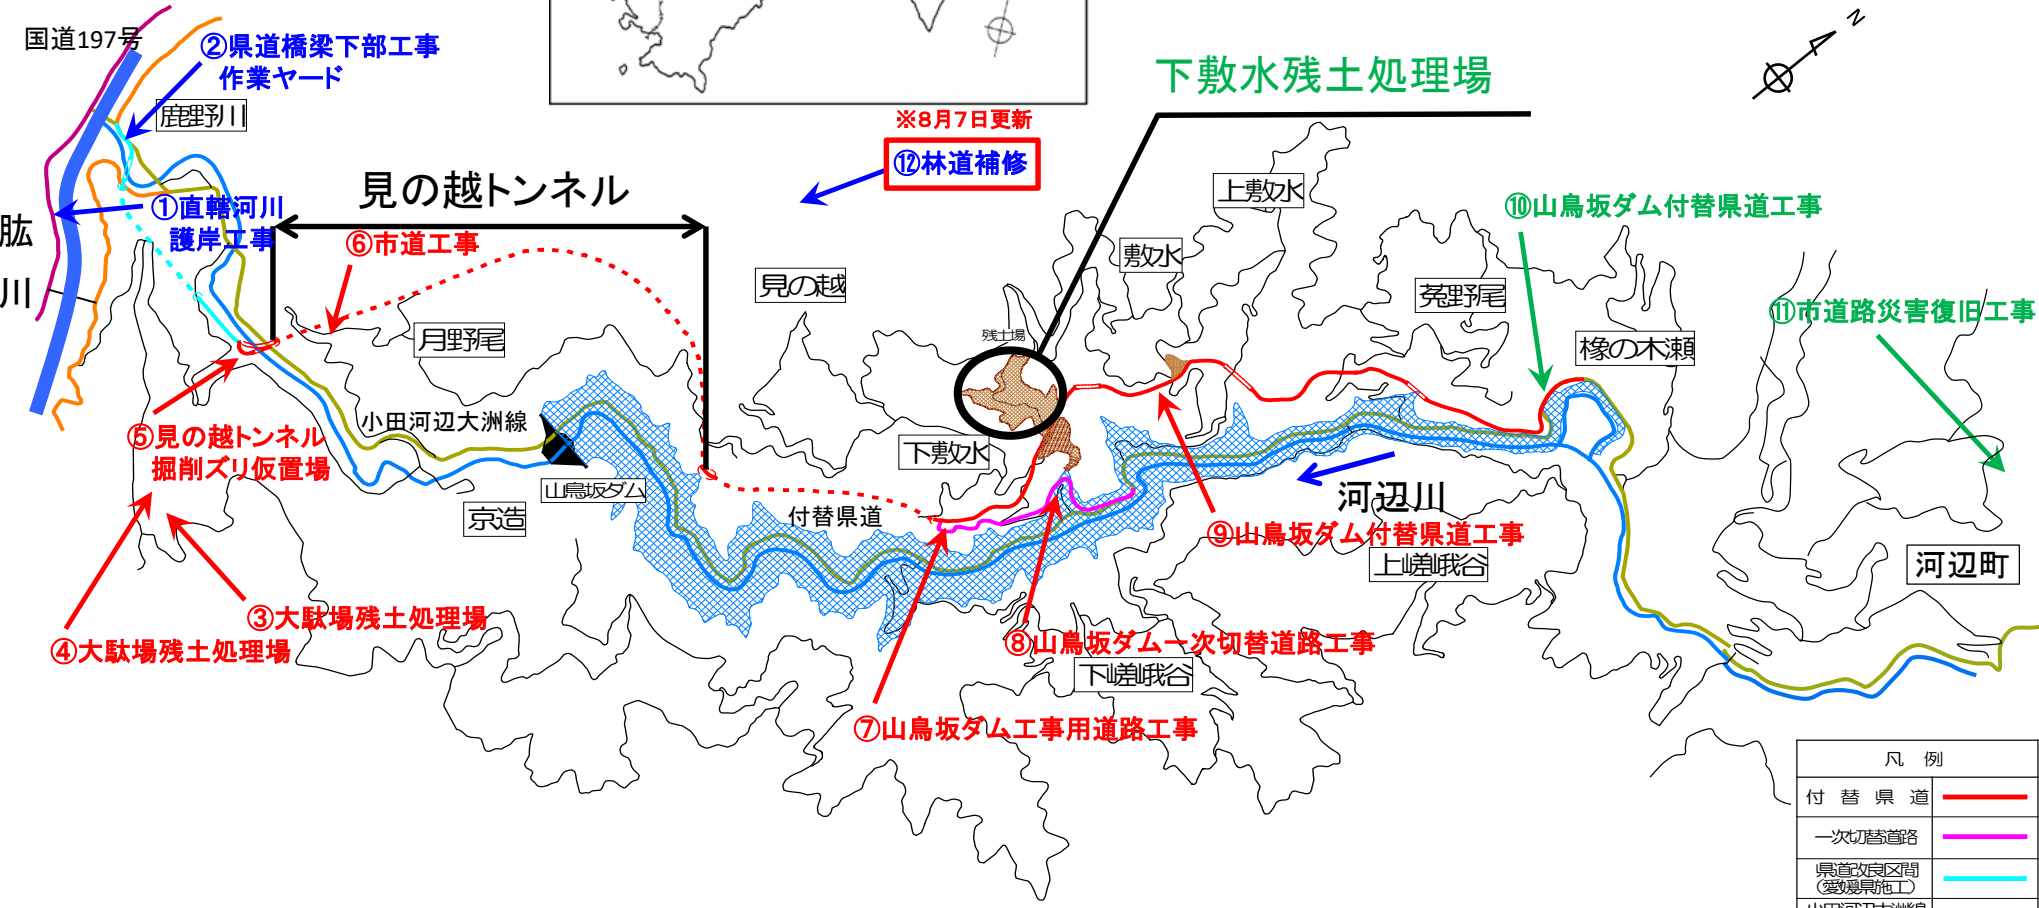 国道197号
②県道橋梁下部工事
作業ヤード
鹿野川
※8月7日更新
⑫林道補修
下敷水残土処理場
N
見の越トンネル
上敷水
⑩山鳥坂ダム付替県道工事
①直轄河川
護岸工事
肱
川
⑥市道工事
敷水
見の越
菟野尾
⑪市道路災害復旧工事
月野尾
残土場
橡の木瀬
小田河辺大洲線
⑤見の越トンネル
掘削ズリ仮置場
下敷水
山鳥坂ダム
河辺川
京造
付替県道
⑨山鳥坂ダム付替県道工事
上嵯峨谷
河辺町
③大駄場残土処理場
④大駄場残土処理場
⑧山鳥坂ダム一次切替道路工事
下嵯峨谷
⑦山鳥坂ダム工事用道路工事
凡 例
付 替 県 道
一次切替道路
県道改良区間
(愛媛県施工)
小田河辺大洲線